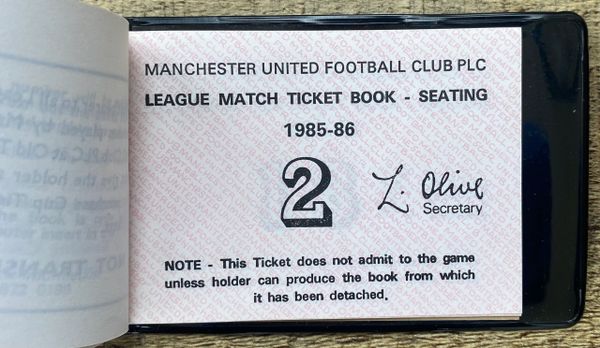 MANCHESTER UNITED FOOTBALL CLUB PLC
LEAGUE MATCH TICKET BOOK - SEATING
1985-86
2
L. Olive
Secretary
NOTE - This Ticket does not admit to the game
unless holder can produce the book from which
it has been detached.